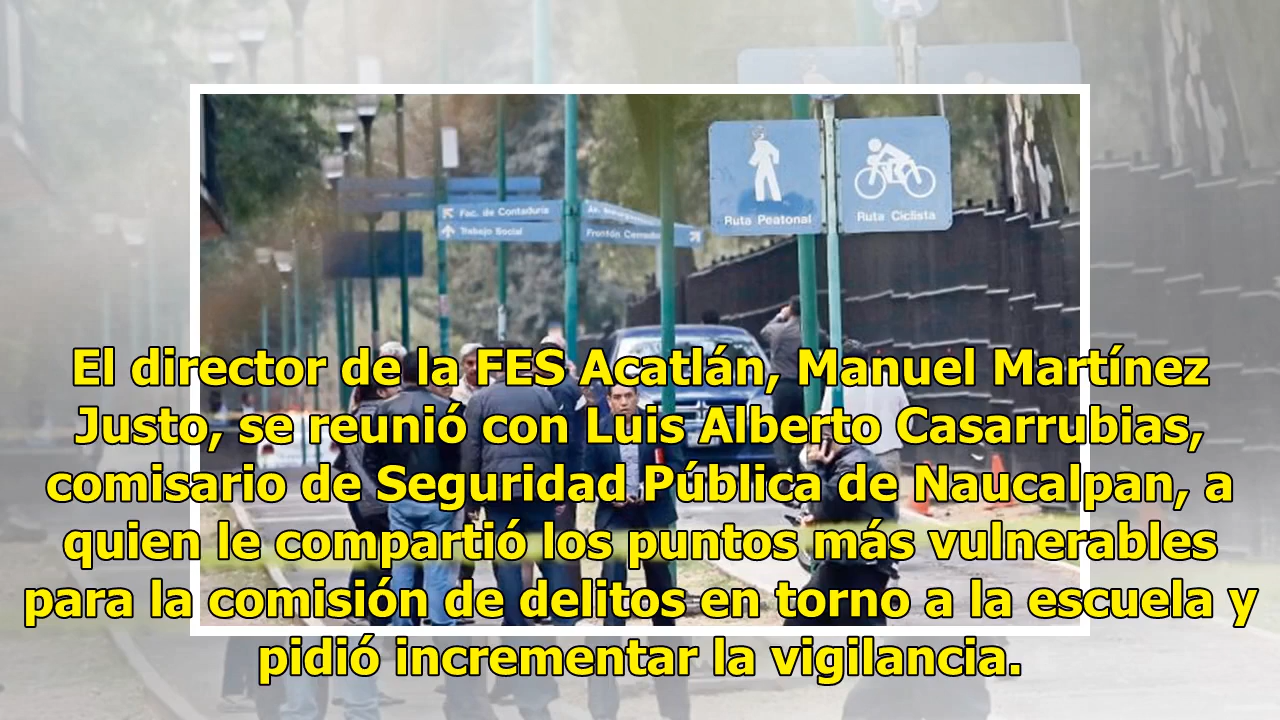 Ruta Peatonal
Ruta Ciclista
Fac. de Contaduría
Trabajo Social
Frontón Cerrado
El director de la FES Acatlán, Manuel Martínez
Justo, se reunió con Luis Alberto Casarrubias,
comisario de Seguridad Pública de Naucalpan, a
quien le compartió los puntos más vulnerables
para la comisión de delitos en torno a la escuela y
pidió incrementar la vigilancia.